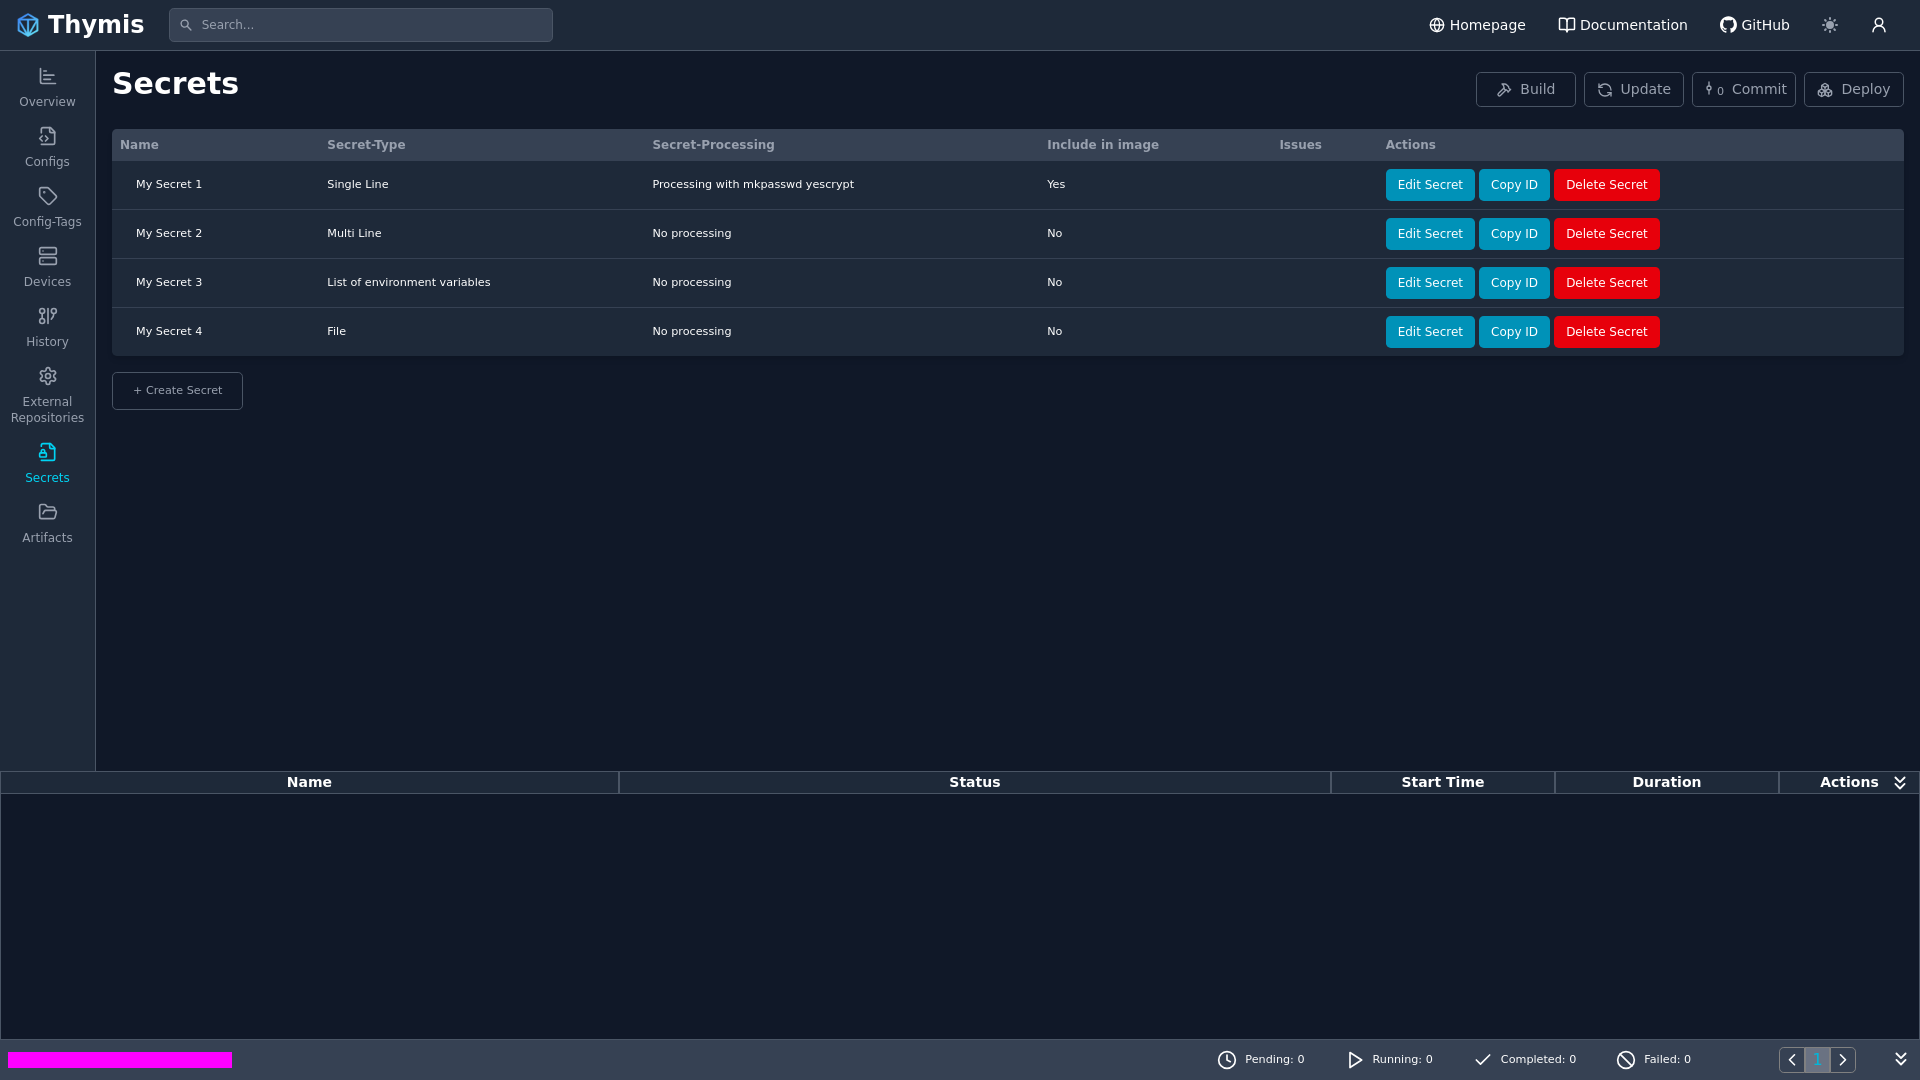 Thymis
Search...
Homepage
Documentation
GitHub
Overview
Configs
Config-Tags
Devices
History
External
Repositories
Secrets
Artifacts
Secrets
Build
Update
0 Commit
Deploy
Name Secret-Type Secret-Processing Include in image Issues Actions
My Secret 1 Single Line Processing with mkpasswd yescrypt Yes Edit Secret Copy ID Delete Secret
My Secret 2 Multi Line No processing No Edit Secret Copy ID Delete Secret
My Secret 3 List of environment variables No processing No Edit Secret Copy ID Delete Secret
My Secret 4 File No processing No Edit Secret Copy ID Delete Secret
+ Create Secret
Name Status Start Time Duration Actions
Pending: 0 Running: 0 Completed: 0 Failed: 0 1